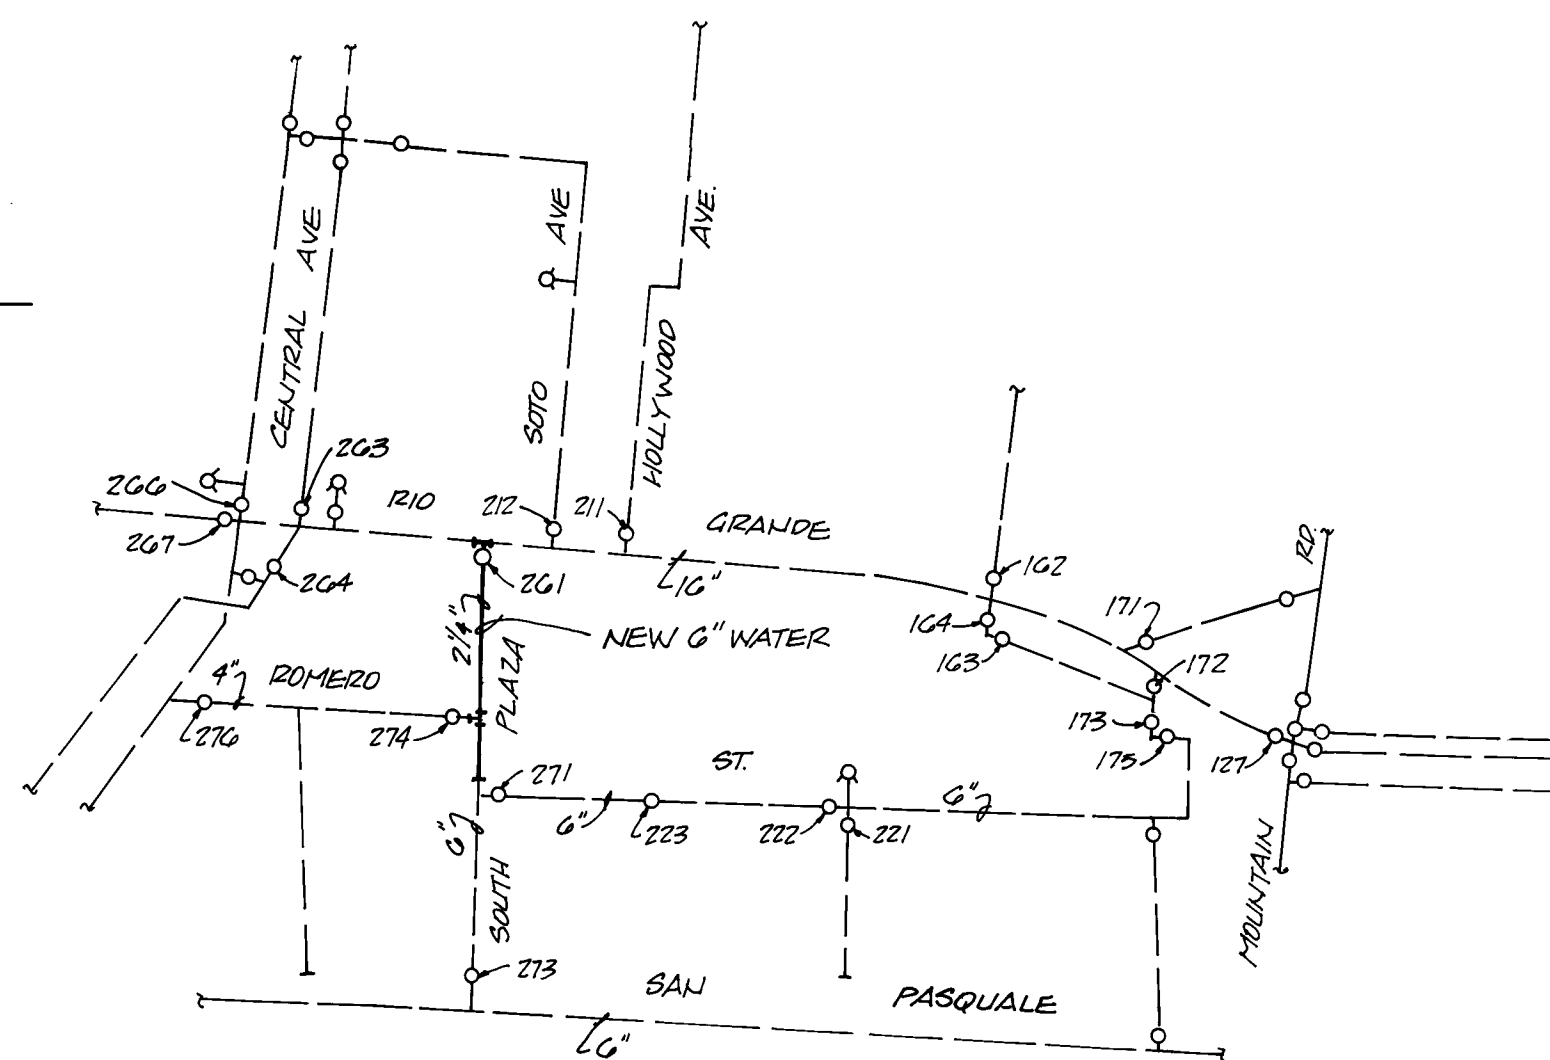 CENTRAL AVE
SOTO AVE
HOLLYWOOD AVE.
263
266
267
264
RIO GRANDE
212
211
261
16"
2 1/4"
NEW 6" WATER
PLAZA
162
164
163
171
172
173
175
127
RD.
4"
ROMERO
276
274
271
ST.
6"
6"
223
222
221
6"
SOUTH
273
MOUNTAIN
SAN PASQUALE
6"